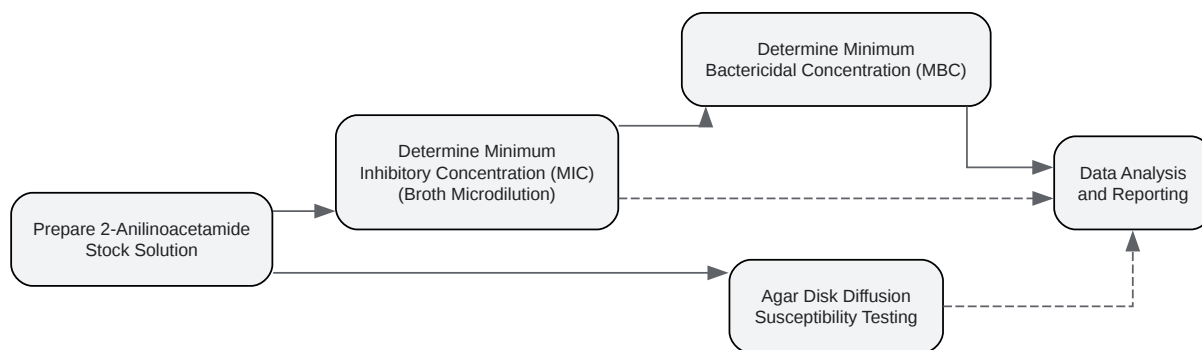 Determine Minimum
Bactericidal Concentration (MBC)
Determine Minimum
Inhibitory Concentration (MIC)
(Broth Microdilution)
Data Analysis
and Reporting
Prepare 2-Anilinoacetamide
Stock Solution
Agar Disk Diffusion
Susceptibility Testing